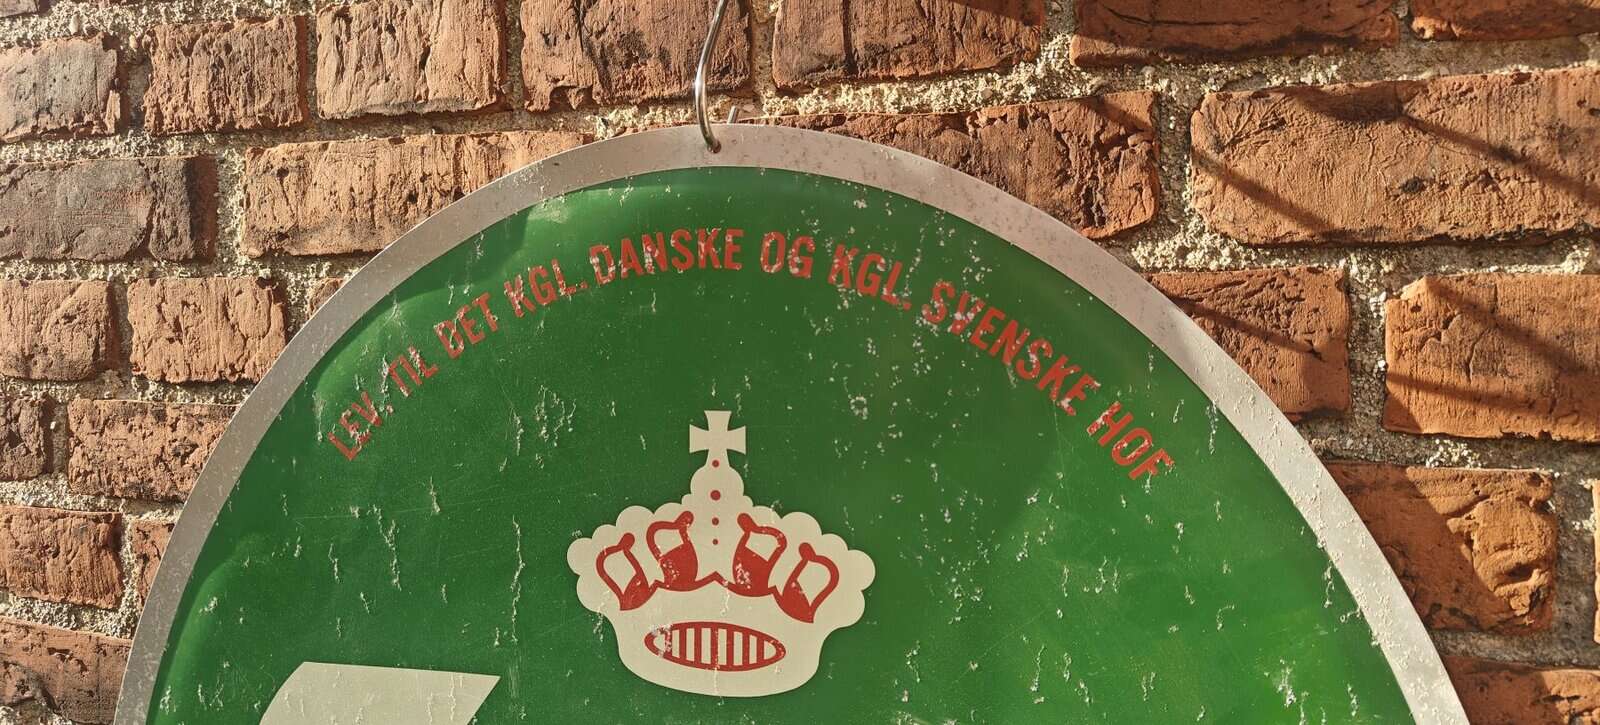 LEV. TIL DET KGL. DANSKE OG KGL. SVENSKE HOF